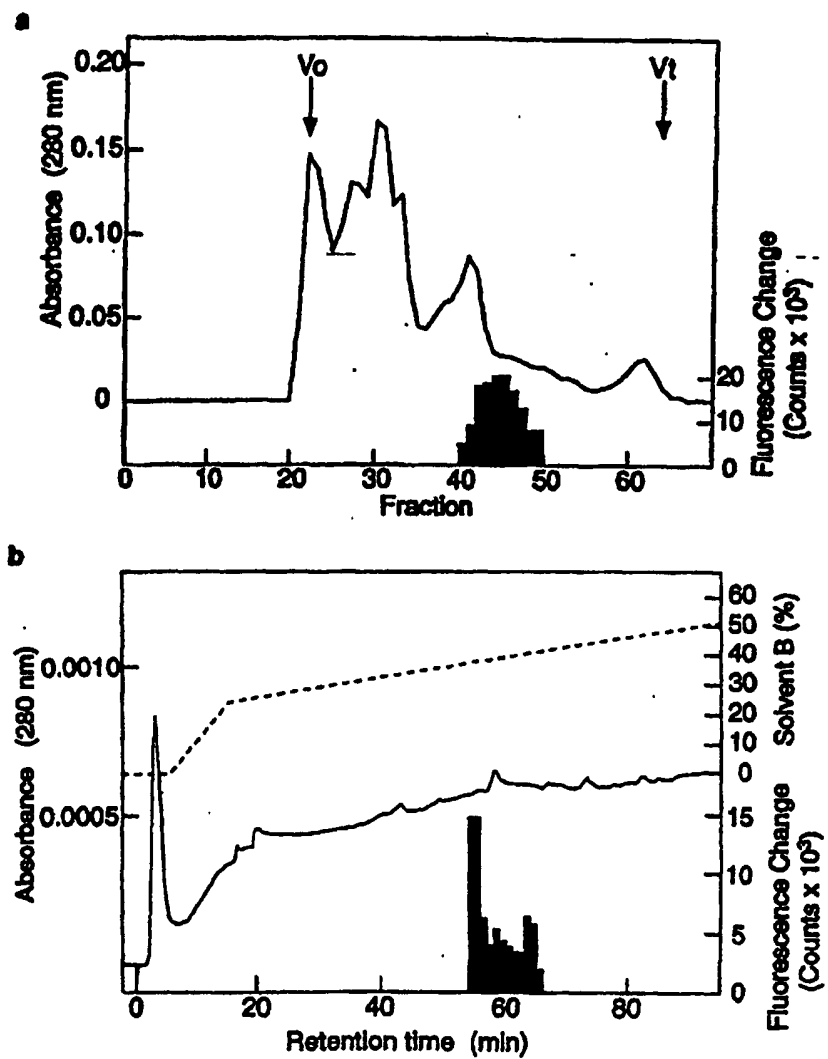 a
Absorbance (280 nm)
0.20
0.15
0.10
0.05
0
Vo
Vt
Fluorescence Change
(Counts x 10³)
20
10
0
0 10 20 30 40 50 60
Fraction
b
Absorbance (280 nm)
0.0010
0.0005
Solvent B (%)
60
50
40
30
20
10
0
Fluorescence Change
(Counts x 10³)
15
10
5
0
0 20 40 60 80
Retention time (min)